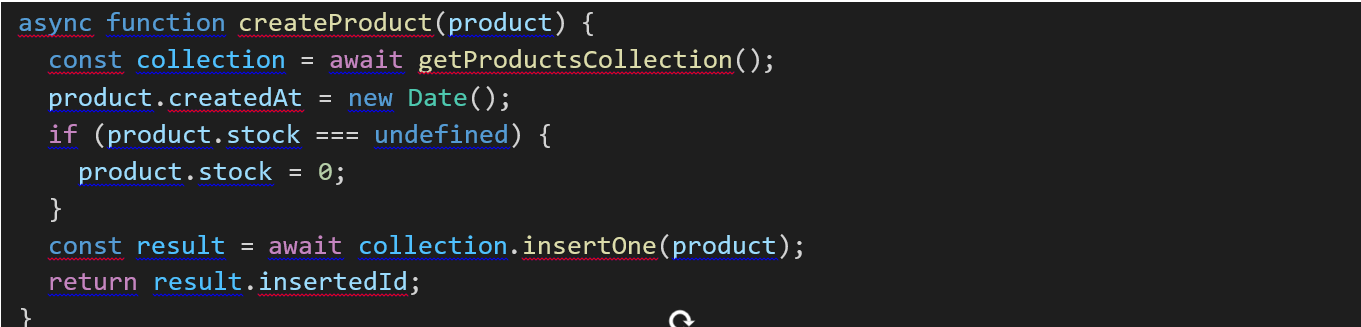 async function createProduct(product) {
  const collection = await getProductsCollection();
  product.createdAt = new Date();
  if (product.stock === undefined) {
    product.stock = 0;
  }
  const result = await collection.insertOne(product);
  return result.insertedId;
}